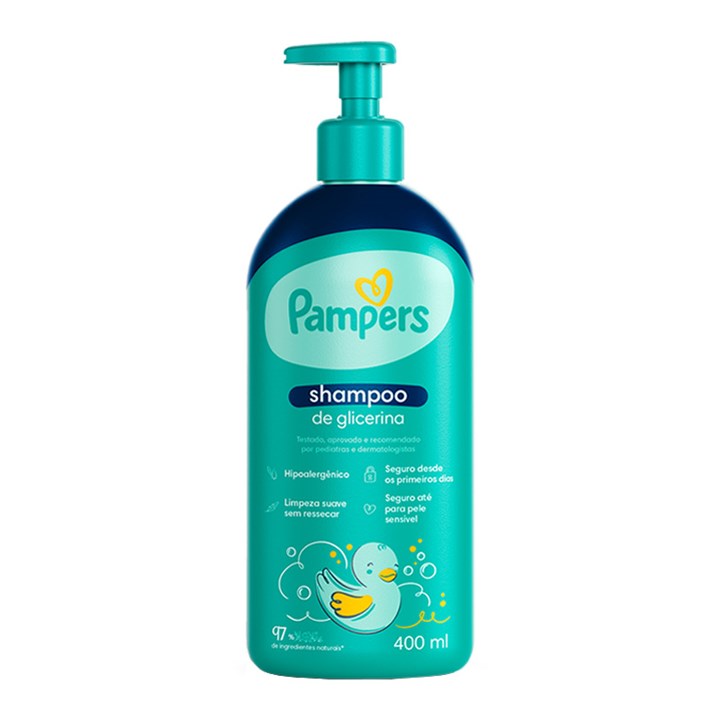 Pampers
shampoo
de glicerina
Testado, aprovado e recomendado
por pediatras e dermatologistas
Hipoalergênico
Seguro desde
os primeiros dias
Limpeza suave
sem ressecar
Seguro até
para pele
sensível
97%
de ingredientes naturais*
400 ml